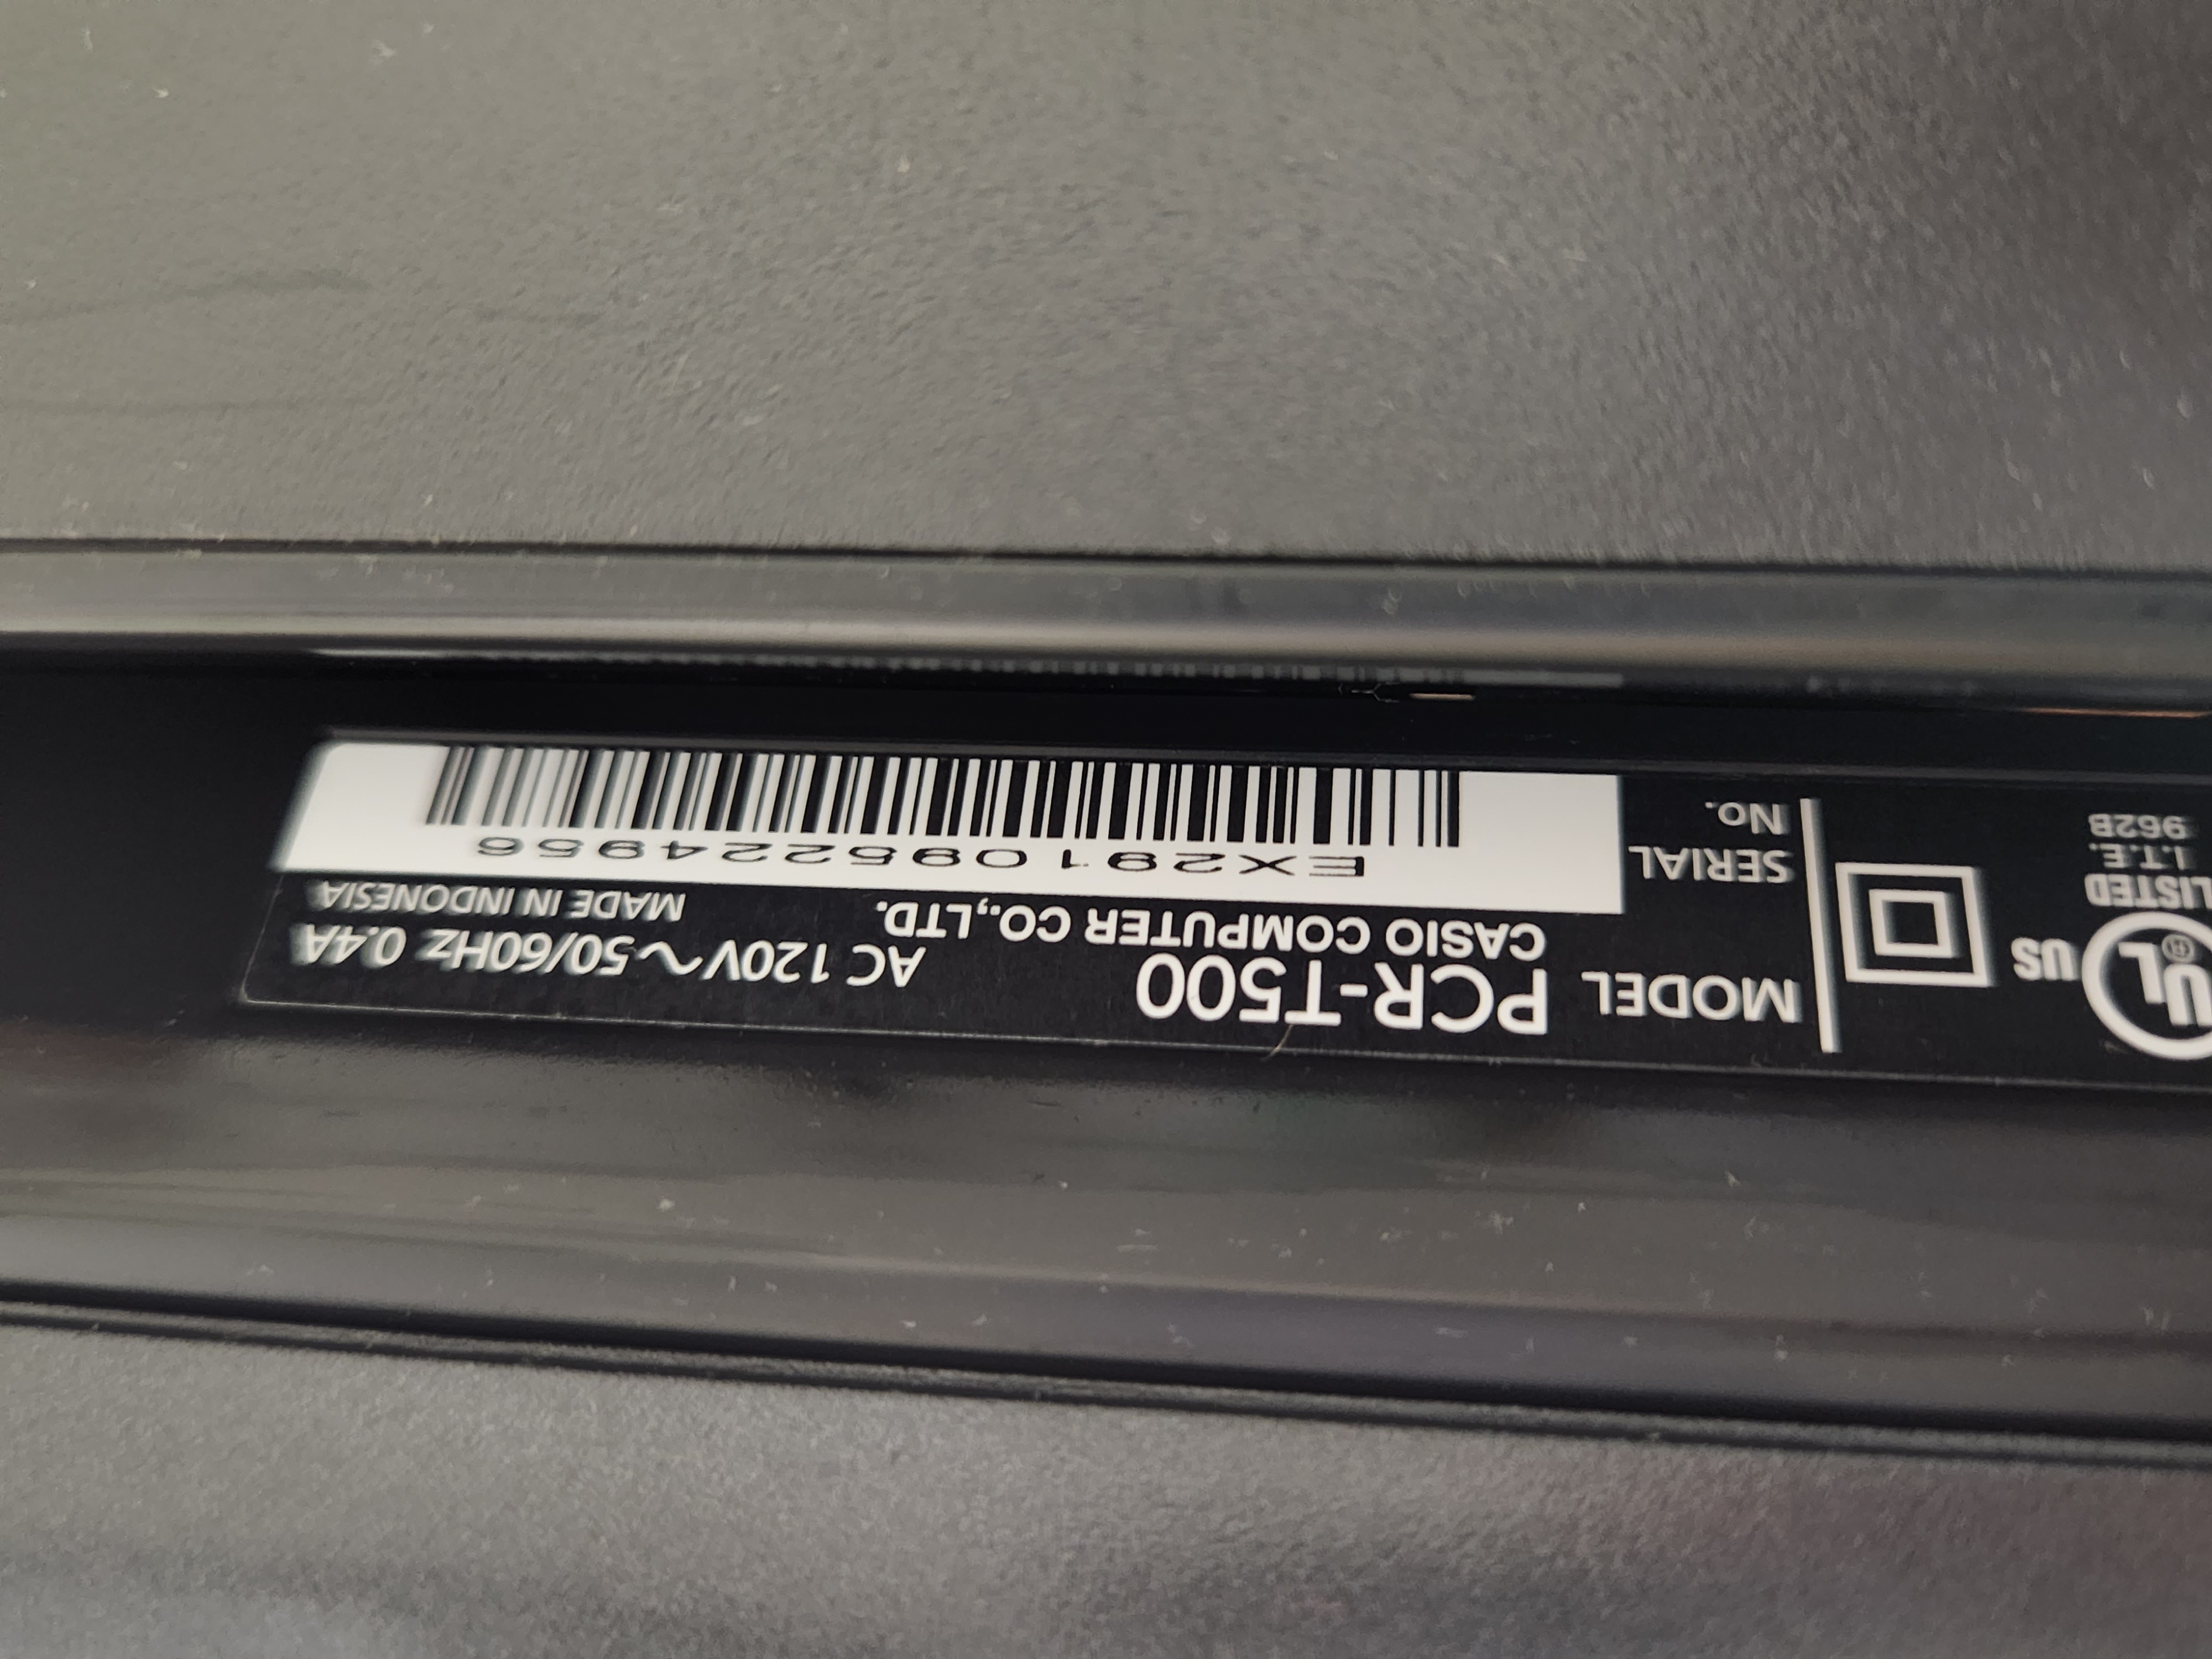 UL® US
LISTED
I.T.E.
962B
MODEL PCR-T500
CASIO COMPUTER CO.,LTD.
AC 120V～50/60Hz 0.4A
MADE IN INDONESIA
SERIAL No.
EX291095224956